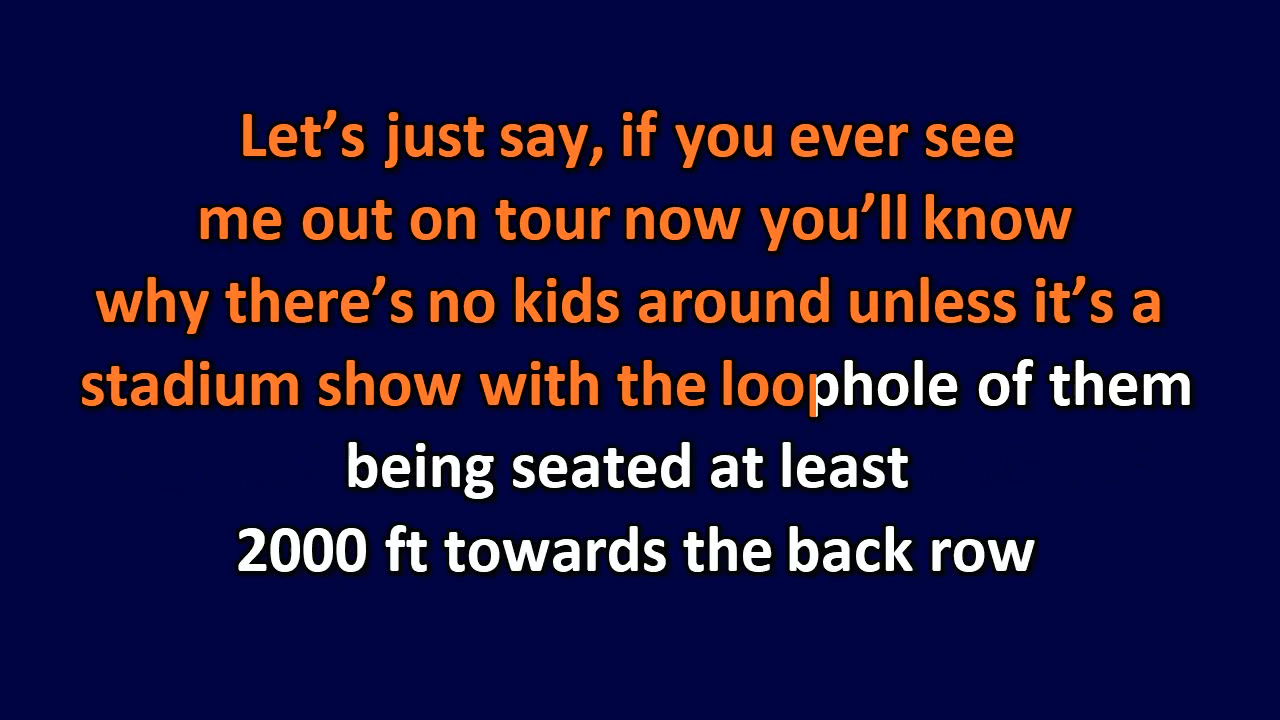 Let’s just say, if you ever see
me out on tour now you’ll know
why there’s no kids around unless it’s a
stadium show with the loophole of them
being seated at least
2000 ft towards the back row